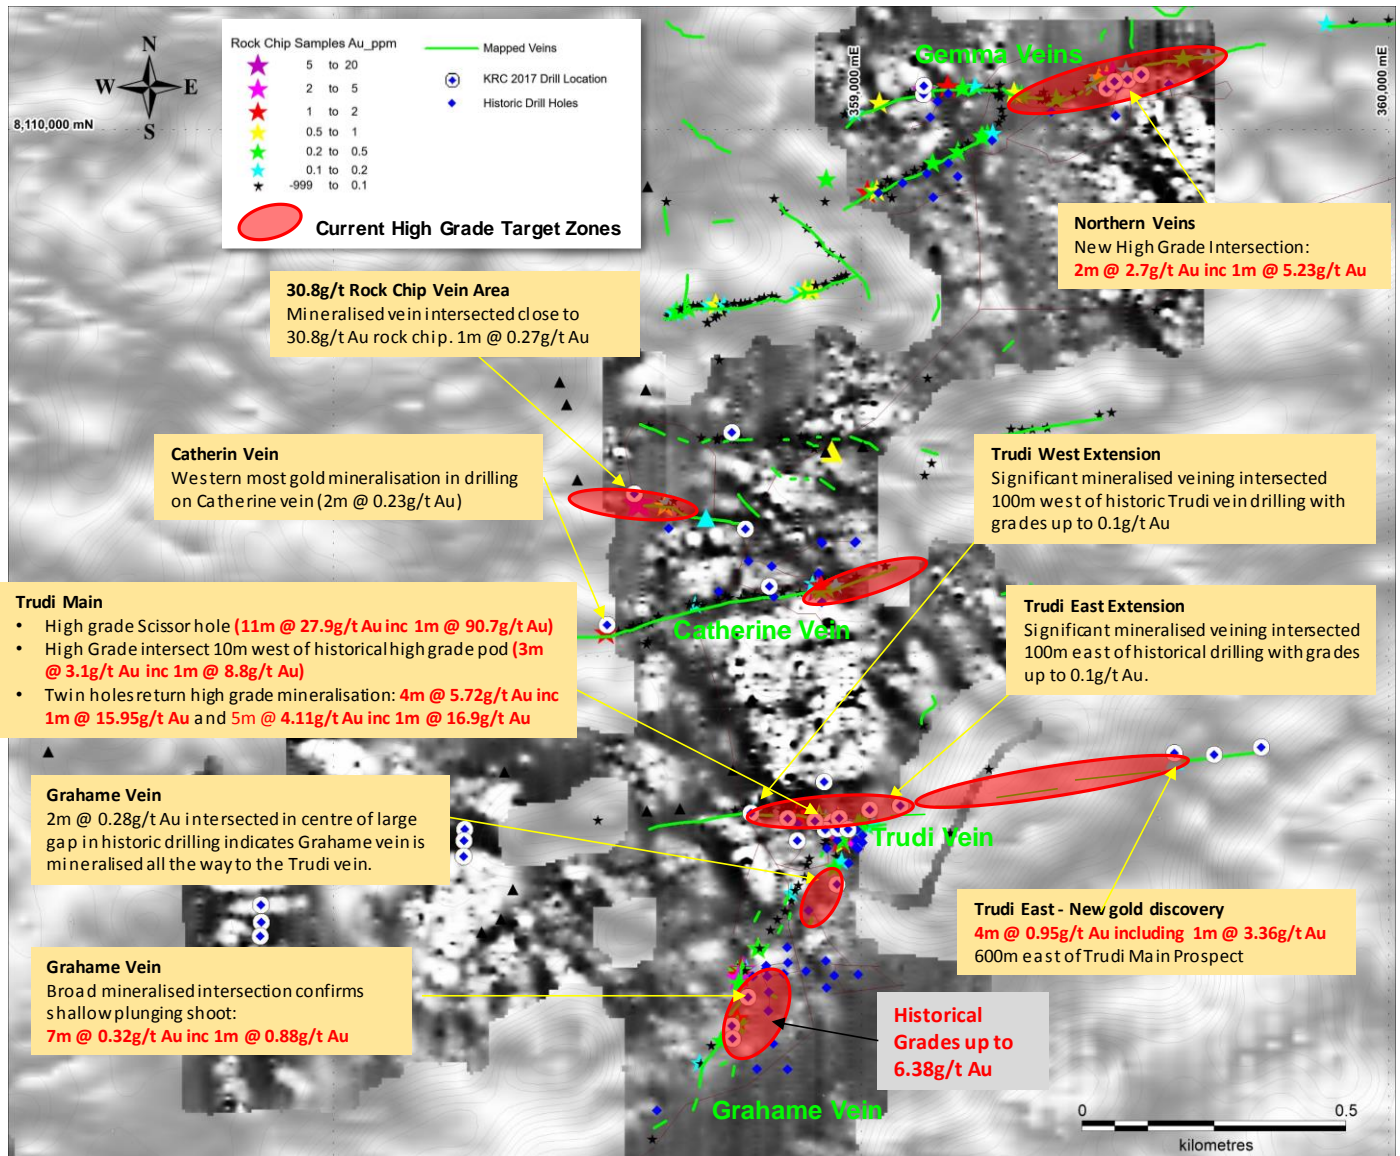 N
W E
S
8,110,000 mN
Rock Chip Samples Au_ppm
5 to 20
2 to 5
1 to 2
0.5 to 1
0.2 to 0.5
0.1 to 0.2
-999 to 0.1
Mapped Veins
KRC 2017 Drill Location
Historic Drill Holes
Current High Grade Target Zones
Gemma Veins
359,000 mE
360,000 mE
Northern Veins
New High Grade Intersection:
2m @ 2.7g/t Au inc 1m @ 5.23g/t Au
30.8g/t Rock Chip Vein Area
Mineralised vein intersected close to
30.8g/t Au rock chip. 1m @ 0.27g/t Au
Catherin Vein
Western most gold mineralisation in drilling
on Catherine vein (2m @ 0.23g/t Au)
Trudi West Extension
Significant mineralised veining intersected
100m west of historic Trudi vein drilling with
grades up to 0.1g/t Au
Trudi Main
• High grade Scissor hole (11m @ 27.9g/t Au inc 1m @ 90.7g/t Au)
• High Grade intersect 10m west of historical high grade pod (3m
@ 3.1g/t Au inc 1m @ 8.8g/t Au)
• Twin holes return high grade mineralisation: 4m @ 5.72g/t Au inc
1m @ 15.95g/t Au and 5m @ 4.11g/t Au inc 1m @ 16.9g/t Au
Catherine Vein
Trudi East Extension
Significant mineralised veining intersected
100m east of historical drilling with grades
up to 0.1g/t Au.
Grahame Vein
2m @ 0.28g/t Au intersected in centre of large
gap in historic drilling indicates Grahame vein is
mineralised all the way to the Trudi vein.
Trudi Vein
Trudi East - New gold discovery
4m @ 0.95g/t Au including 1m @ 3.36g/t Au
600m east of Trudi Main Prospect
Grahame Vein
Broad mineralised intersection confirms
shallow plunging shoot:
7m @ 0.32g/t Au inc 1m @ 0.88g/t Au
Historical
Grades up to
6.38g/t Au
Grahame Vein
0 0.5
kilometres